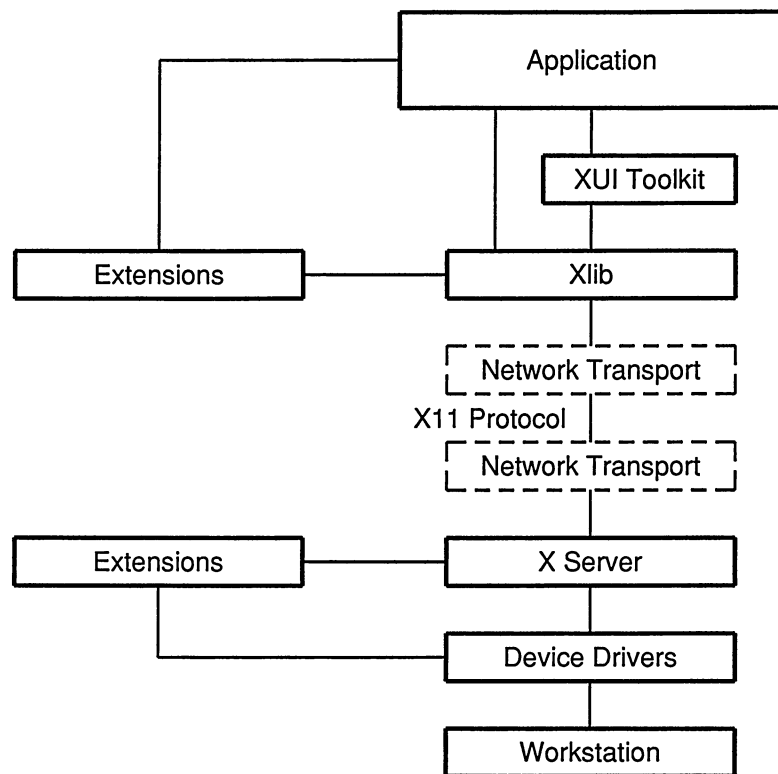 Application
XUI Toolkit
Extensions
Xlib
Network Transport
X11 Protocol
Network Transport
Extensions
X Server
Device Drivers
Workstation